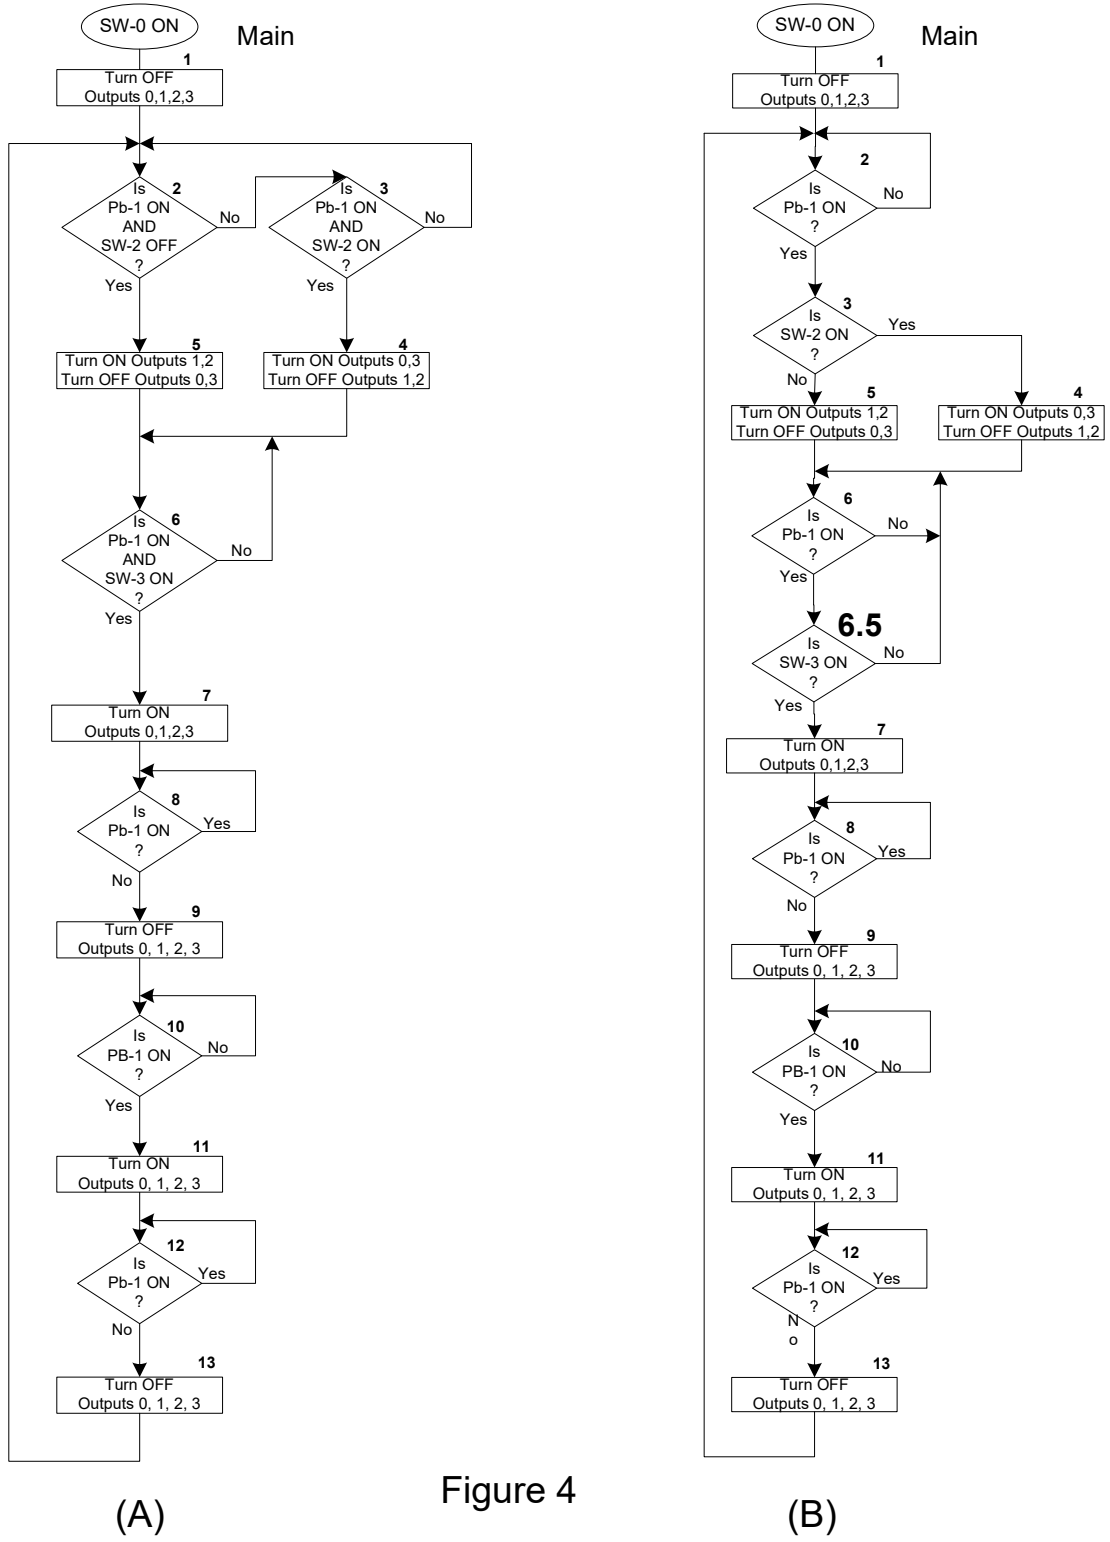 SW-0 ON
Main
1
Turn OFF
Outputs 0,1,2,3
2
Is
Pb-1 ON
AND
SW-2 OFF
?
No
Yes
3
Is
Pb-1 ON
AND
SW-2 ON
?
No
Yes
5
Turn ON Outputs 1,2
Turn OFF Outputs 0,3
4
Turn ON Outputs 0,3
Turn OFF Outputs 1,2
6
Is
Pb-1 ON
AND
SW-3 ON
?
No
Yes
7
Turn ON
Outputs 0,1,2,3
8
Is
Pb-1 ON
?
Yes
No
9
Turn OFF
Outputs 0, 1, 2, 3
10
Is
PB-1 ON
?
No
Yes
11
Turn ON
Outputs 0, 1, 2, 3
12
Is
Pb-1 ON
?
Yes
No
13
Turn OFF
Outputs 0, 1, 2, 3
(A)
SW-0 ON
Main
1
Turn OFF
Outputs 0,1,2,3
2
Is
Pb-1 ON
?
No
Yes
3
Is
SW-2 ON
?
Yes
No
5
Turn ON Outputs 1,2
Turn OFF Outputs 0,3
4
Turn ON Outputs 0,3
Turn OFF Outputs 1,2
6
Is
Pb-1 ON
?
No
Yes
6.5
Is
SW-3 ON
?
No
Yes
7
Turn ON
Outputs 0,1,2,3
8
Is
Pb-1 ON
?
Yes
No
9
Turn OFF
Outputs 0, 1, 2, 3
10
Is
PB-1 ON
?
No
Yes
11
Turn ON
Outputs 0, 1, 2, 3
12
Is
Pb-1 ON
?
Yes
N
o
13
Turn OFF
Outputs 0, 1, 2, 3
(B)
Figure 4